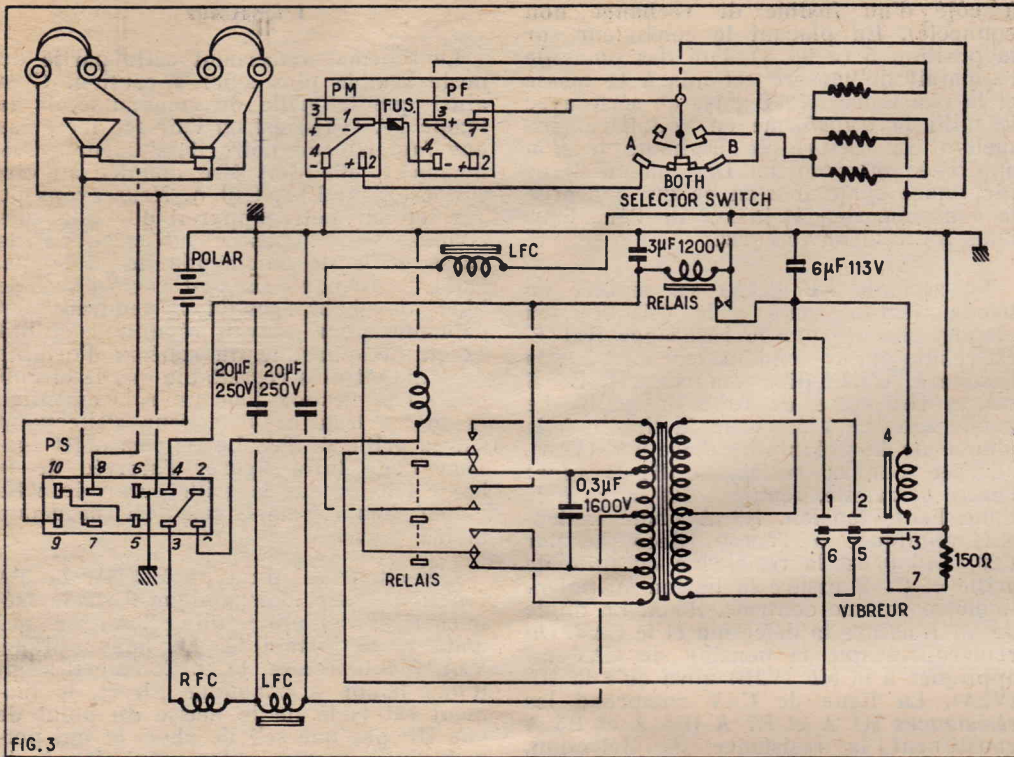 PM
FUS.
PF
3 1
+ -
4 2
- +
3 1
+ -
4 2
- +
A B
BOTH
SELECTOR SWITCH
POLAR
LFC
3µF 1200V
RELAIS
6µF 113V
20µF
250V
20µF
250V
PS
10 8 6 4 2
9 7 5 3 1
0,3µF
1600V
RELAIS
4
1 2
6 5 3
7
150Ω
VIBREUR
RFC
LFC
FIG.3